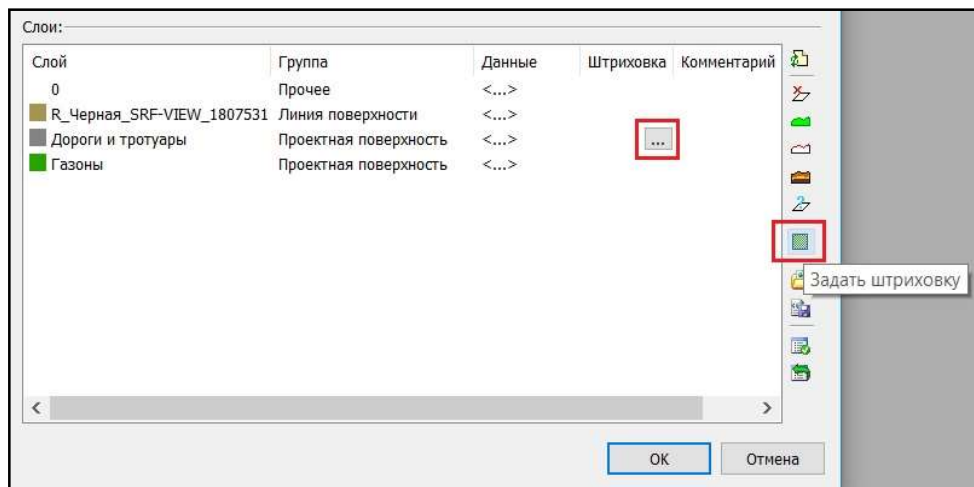 Слои:
Слой Группа Данные Штриховка Комментарий
0 Прочее <...>
R_Черная_SRF-VIEW_1807531 Линия поверхности <...>
Дороги и тротуары Проектная поверхность <...> ...
Газоны Проектная поверхность <...>
Задать штриховку
OK Отмена